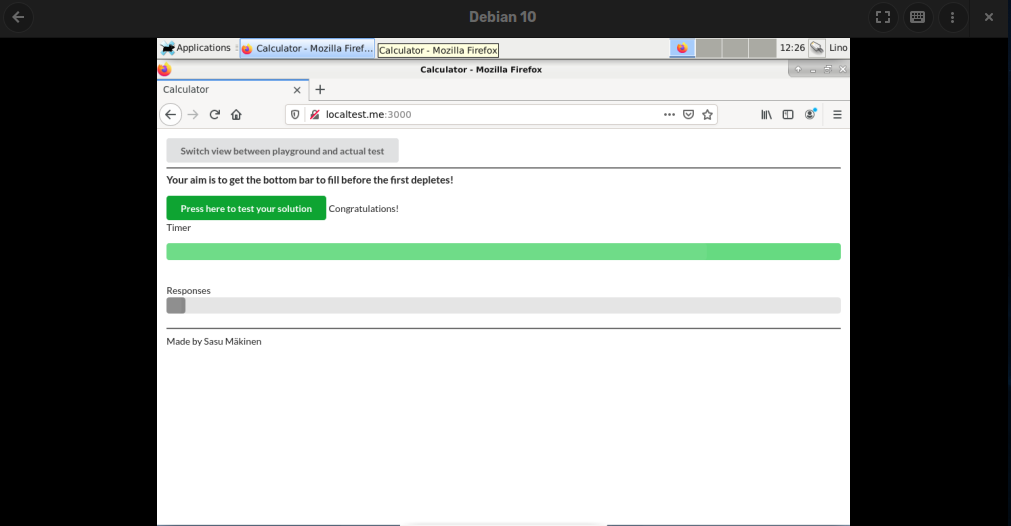 Debian 10
Applications
Calculator - Mozilla Firef...
Calculator - Mozilla Firefox
12:26
Lino
Calculator - Mozilla Firefox
Calculator
localtest.me:3000
Switch view between playground and actual test
Your aim is to get the bottom bar to fill before the first depletes!
Press here to test your solution
Congratulations!
Timer
Responses
Made by Sasu Mäkinen